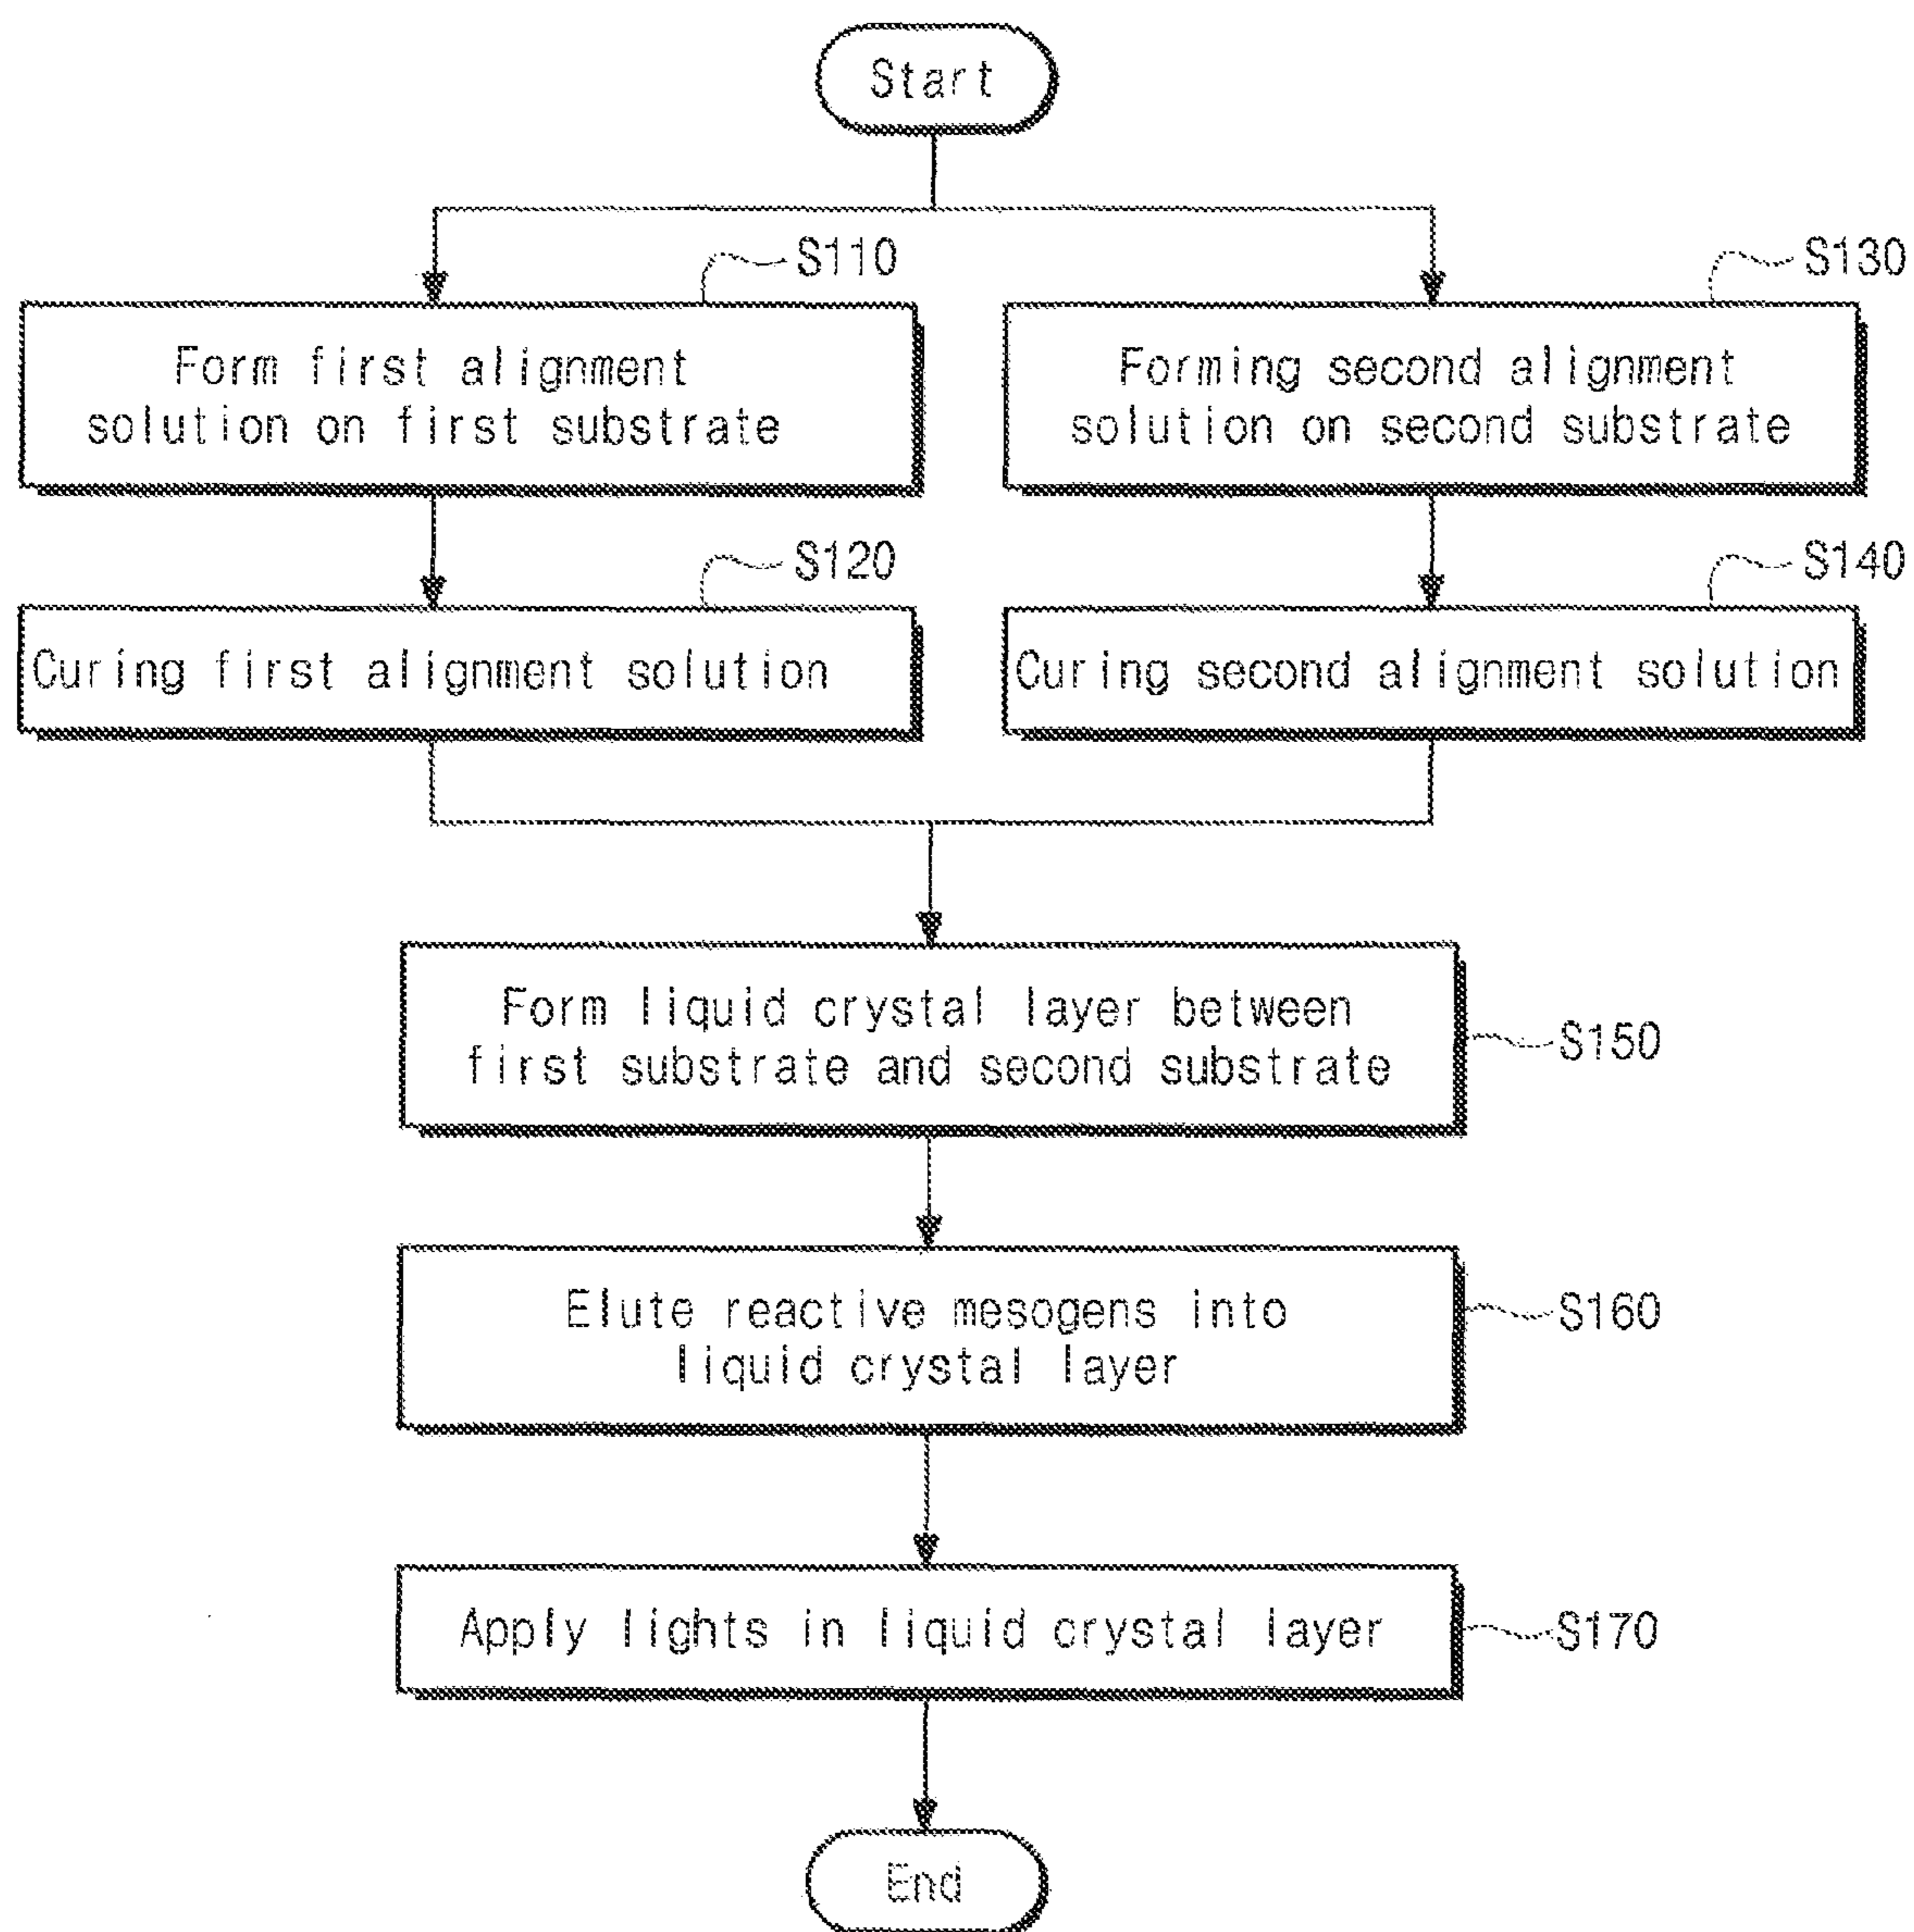 Start
S110
Form first alignment
solution on first substrate
S130
Forming second alignment
solution on second substrate
S120
Curing first alignment solution
S140
Curing second alignment solution
Form liquid crystal layer between
first substrate and second substrate
S150
Elute reactive mesogens into
liquid crystal layer
S160
Apply lights in liquid crystal layer
S170
End